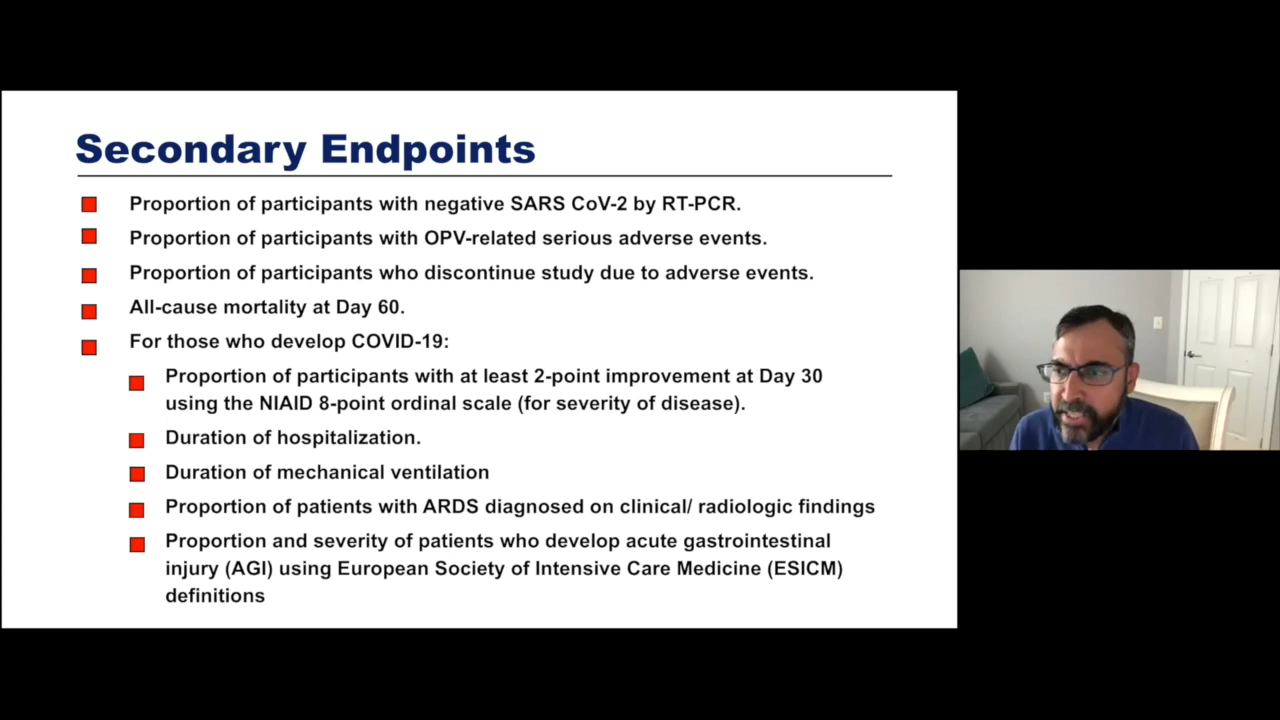 Secondary Endpoints
Proportion of participants with negative SARS CoV-2 by RT-PCR.
Proportion of participants with OPV-related serious adverse events.
Proportion of participants who discontinue study due to adverse events.
All-cause mortality at Day 60.
For those who develop COVID-19:
Proportion of participants with at least 2-point improvement at Day 30
using the NIAID 8-point ordinal scale (for severity of disease).
Duration of hospitalization.
Duration of mechanical ventilation
Proportion of patients with ARDS diagnosed on clinical/ radiologic findings
Proportion and severity of patients who develop acute gastrointestinal
injury (AGI) using European Society of Intensive Care Medicine (ESICM)
definitions